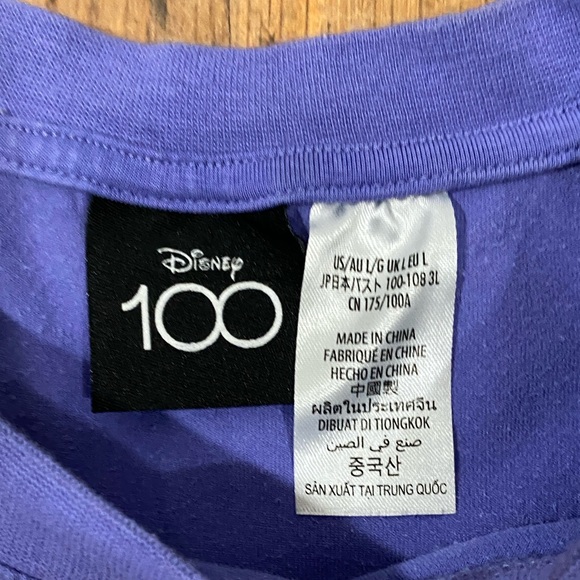 Disney
100
US/AU L/G UK L EU L
JP日本バスト 100-108 3L
CN 175/100A
MADE IN CHINA
FABRIQUÉ EN CHINE
HECHO EN CHINA
中國製
ผลิตในประเทศจีน
DIBUAT DI TIONGKOK
صنع في الصين
중국산
SẢN XUẤT TẠI TRUNG QUỐC